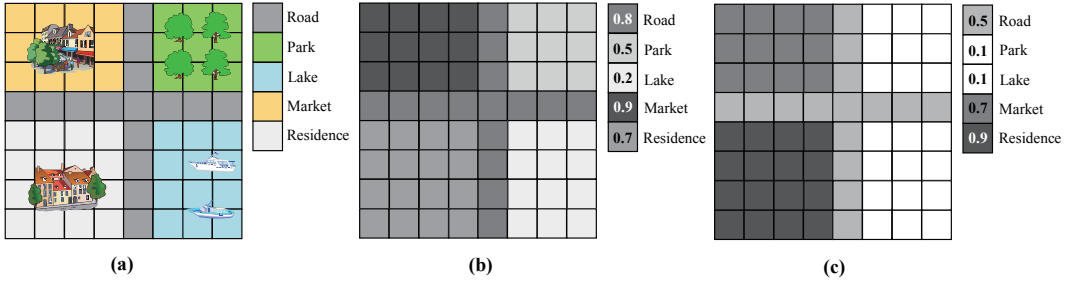 Road
Park
Lake
Market
Residence
(a)
0.8 Road
0.5 Park
0.2 Lake
0.9 Market
0.7 Residence
(b)
0.5 Road
0.1 Park
0.1 Lake
0.7 Market
0.9 Residence
(c)